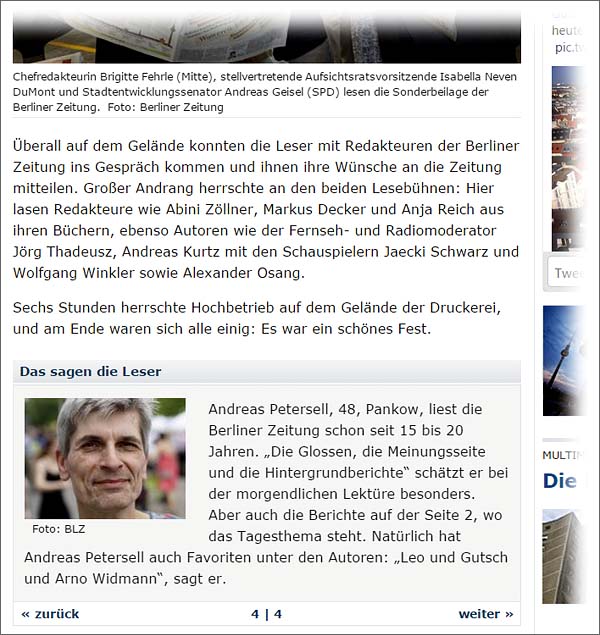 Chefredakteurin Brigitte Fehrle (Mitte), stellvertretende Aufsichtsratsvorsitzende Isabella Neven
DuMont und Stadtentwicklungssenator Andreas Geisel (SPD) lesen die Sonderbeilage der
Berliner Zeitung. Foto: Berliner Zeitung
Überall auf dem Gelände konnten die Leser mit Redakteuren der Berliner
Zeitung ins Gespräch kommen und ihnen ihre Wünsche an die Zeitung
mitteilen. Großer Andrang herrschte an den beiden Lesebühnen: Hier
lasen Redakteure wie Abini Zöllner, Markus Decker und Anja Reich aus
ihren Büchern, ebenso Autoren wie der Fernseh- und Radiomoderator
Jörg Thadeusz, Andreas Kurtz mit den Schauspielern Jaecki Schwarz und
Wolfgang Winkler sowie Alexander Osang.
Sechs Stunden herrschte Hochbetrieb auf dem Gelände der Druckerei,
und am Ende waren sich alle einig: Es war ein schönes Fest.
Das sagen die Leser
Andreas Petersell, 48, Pankow, liest die
Berliner Zeitung schon seit 15 bis 20
Jahren. „Die Glossen, die Meinungsseite
und die Hintergrundberichte“ schätzt er bei
der morgendlichen Lektüre besonders.
Aber auch die Berichte auf der Seite 2, wo
das Tagesthema steht. Natürlich hat
Andreas Petersell auch Favoriten unter den Autoren: „Leo und Gutsch
und Arno Widmann“, sagt er.
Foto: BLZ
« zurück 4 | 4 weiter »
heute
pic.tw
Twee
MULTIM
Die